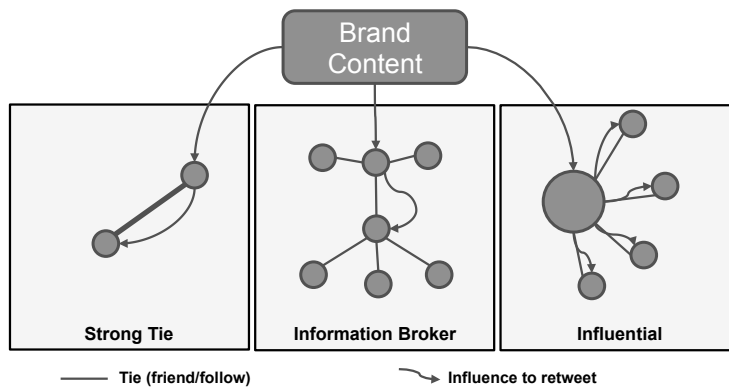 Brand
Content
Strong Tie
Information Broker
Influential
Tie (friend/follow)
Influence to retweet